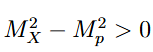 $M_X^2 - M_p^2 > 0$